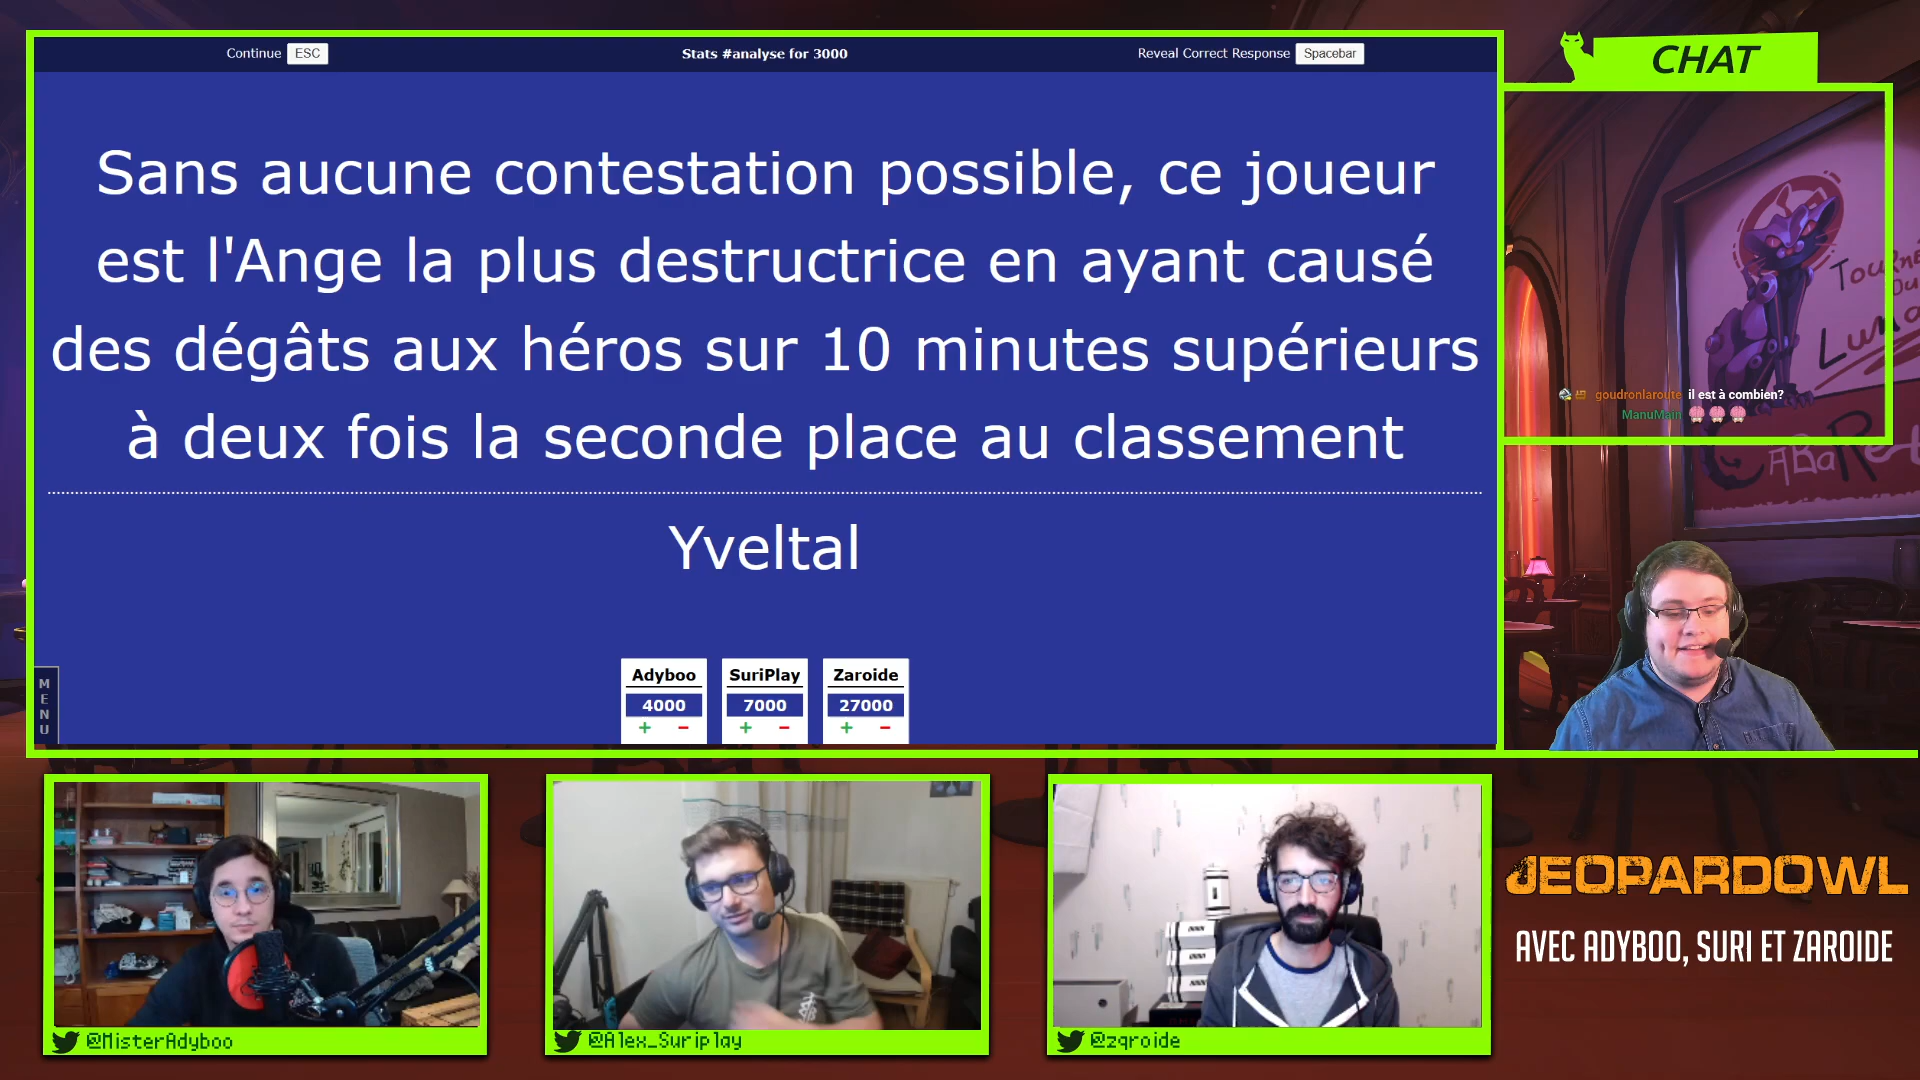 Continue ESC
Stats #analyse for 3000
Reveal Correct Response Spacebar
Sans aucune contestation possible, ce joueur
est l'Ange la plus destructrice en ayant causé
des dégâts aux héros sur 10 minutes supérieurs
à deux fois la seconde place au classement
Yveltal
MENU
Adyboo SuriPlay Zaroide
4000 7000 27000
+ − + − + −
CHAT
goudronlaroute il est à combien?
ManuMain
CABaRet
@MisterAdyboo
@Alex_Suriplay
@zqroide
JEOPARDOWL
AVEC ADYBOO, SURI ET ZAROIDE